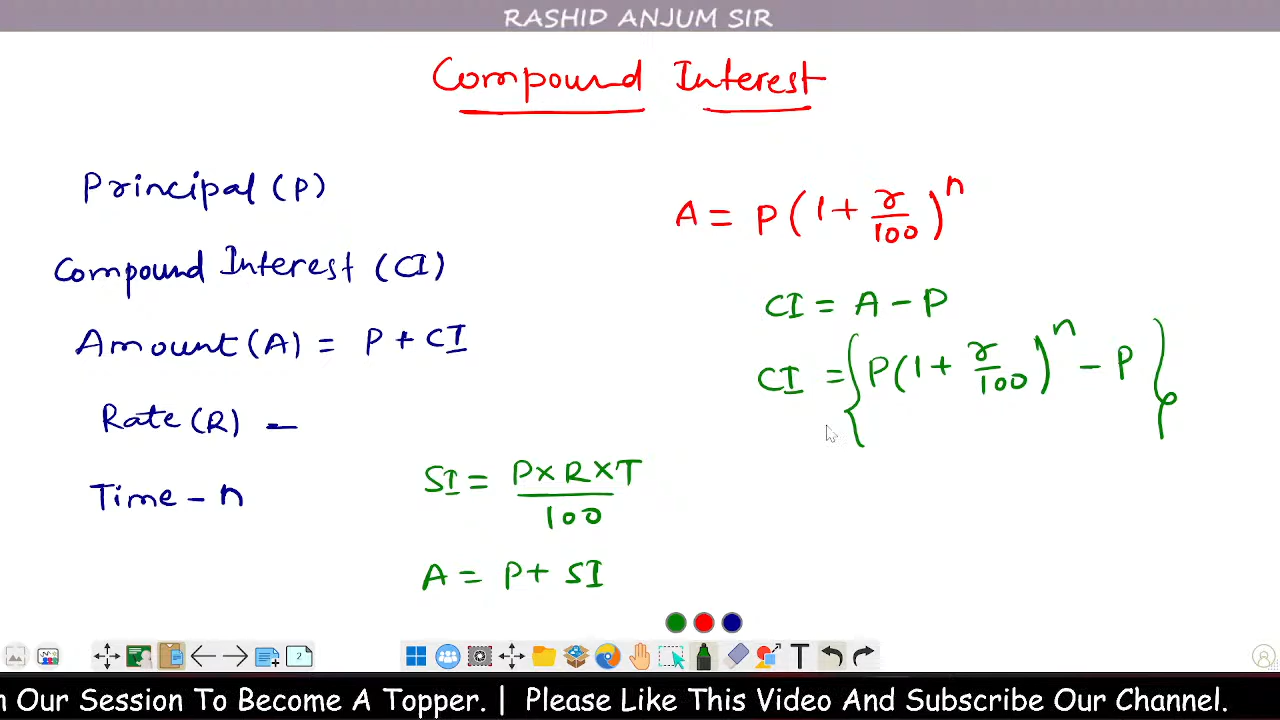 RASHID ANJUM SIR
Compound Interest
Principal (P)
Compound Interest (CI)
Amount (A) = P + CI
Rate (R) -
Time - n
A = P(1 + r/100)^n
CI = A - P
CI = {P(1 + r/100)^n - P}
SI = P×R×T/100
A = P + SI
7
n Our Session To Become A Topper. | Please Like This Video And Subscribe Our Channel.